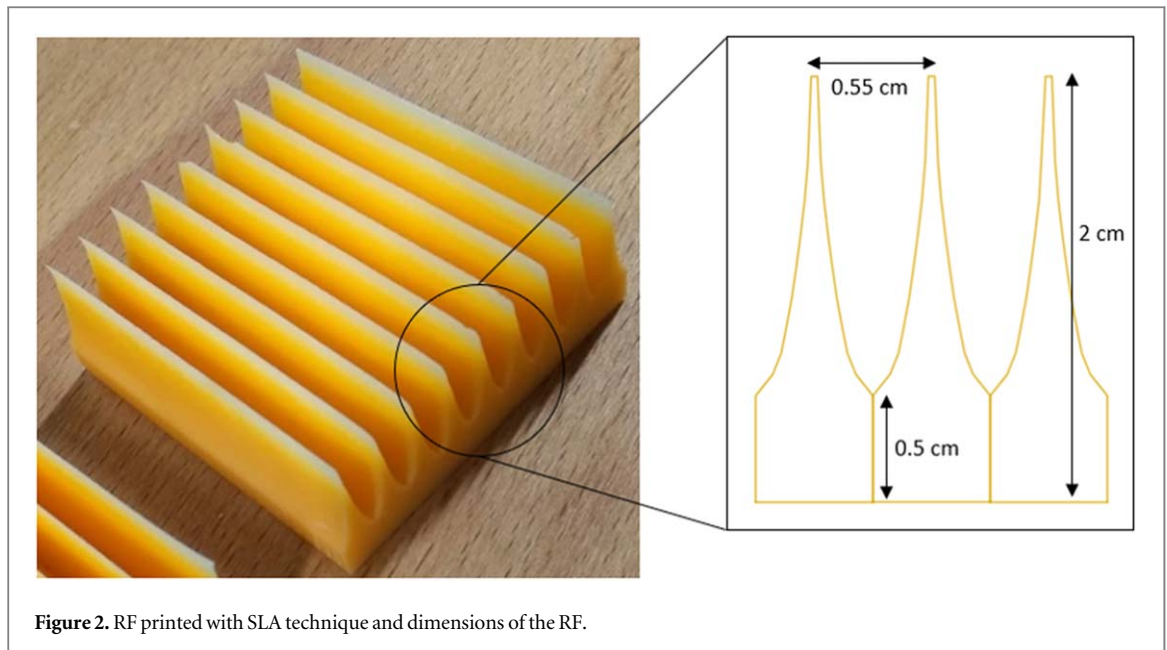 0.55 cm
2 cm
0.5 cm
Figure 2. RF printed with SLA technique and dimensions of the RF.